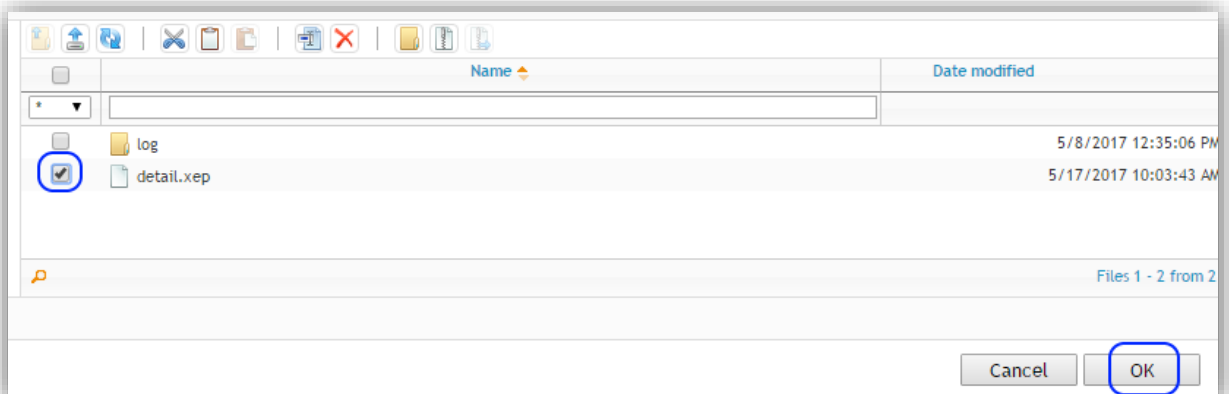 Name Date modified
*
log 5/8/2017 12:35:06 PM
detail.xep 5/17/2017 10:03:43 AM
Files 1 - 2 from 2
Cancel OK